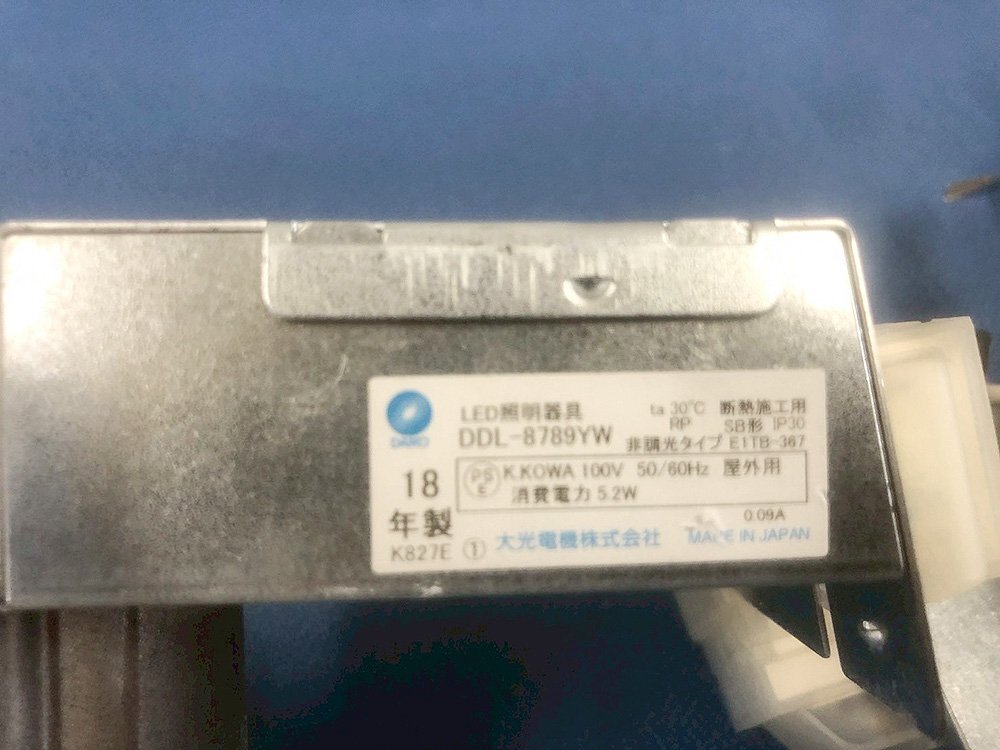 DAIKO
LED照明器具
DDL-8789YW
ta 30℃ 断熱施工用
RP SB形 IP30
非調光タイプ E1TB-367
18
年製
K827E
PS
E
K.KOWA 100V 50/60Hz 屋外用
消費電力 5.2W
0.09A
① 大光電機株式会社 MADE IN JAPAN